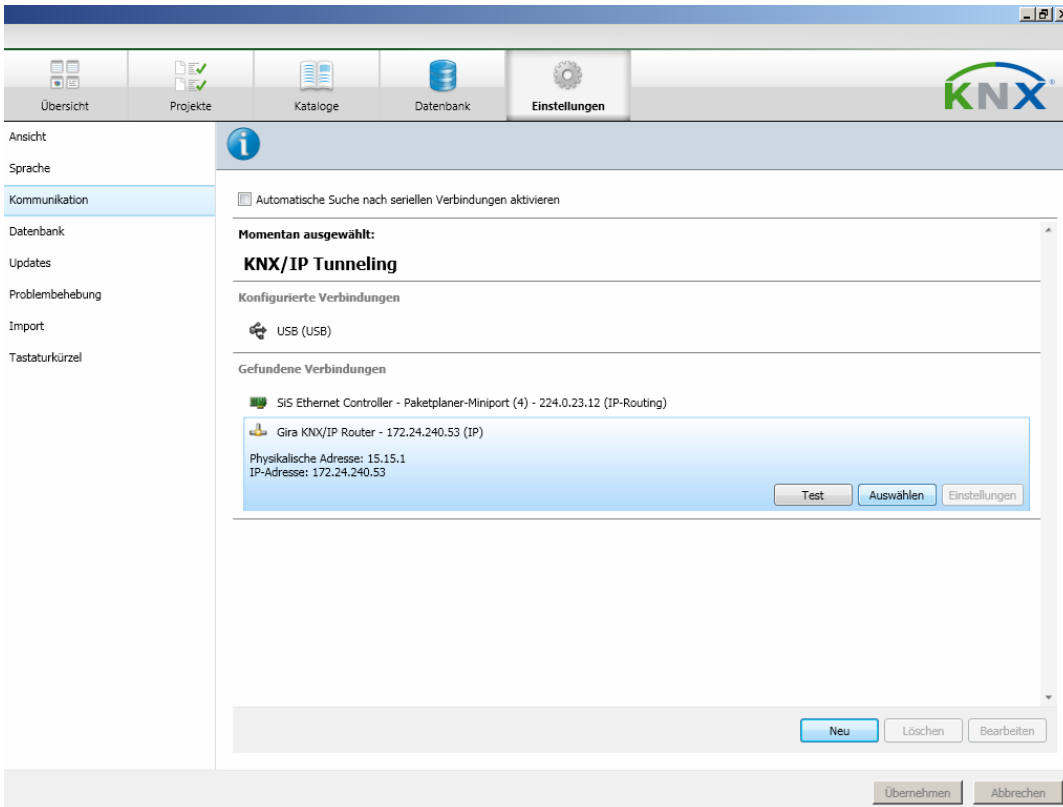 Übersicht
Projekte
Kataloge
Datenbank
Einstellungen
KNX
Ansicht
Sprache
Kommunikation
Datenbank
Updates
Problembehebung
Import
Tastaturkürzel
Automatische Suche nach seriellen Verbindungen aktivieren
Momentan ausgewählt:
KNX/IP Tunneling
Konfigurierte Verbindungen
USB (USB)
Gefundene Verbindungen
SiS Ethernet Controller - Paketplaner-Miniport (4) - 224.0.23.12 (IP-Routing)
Gira KNX/IP Router - 172.24.240.53 (IP)
Physikalische Adresse: 15.15.1
IP-Adresse: 172.24.240.53
Test
Auswählen
Einstellungen
Neu
Löschen
Bearbeiten
Übernehmen
Abbrechen